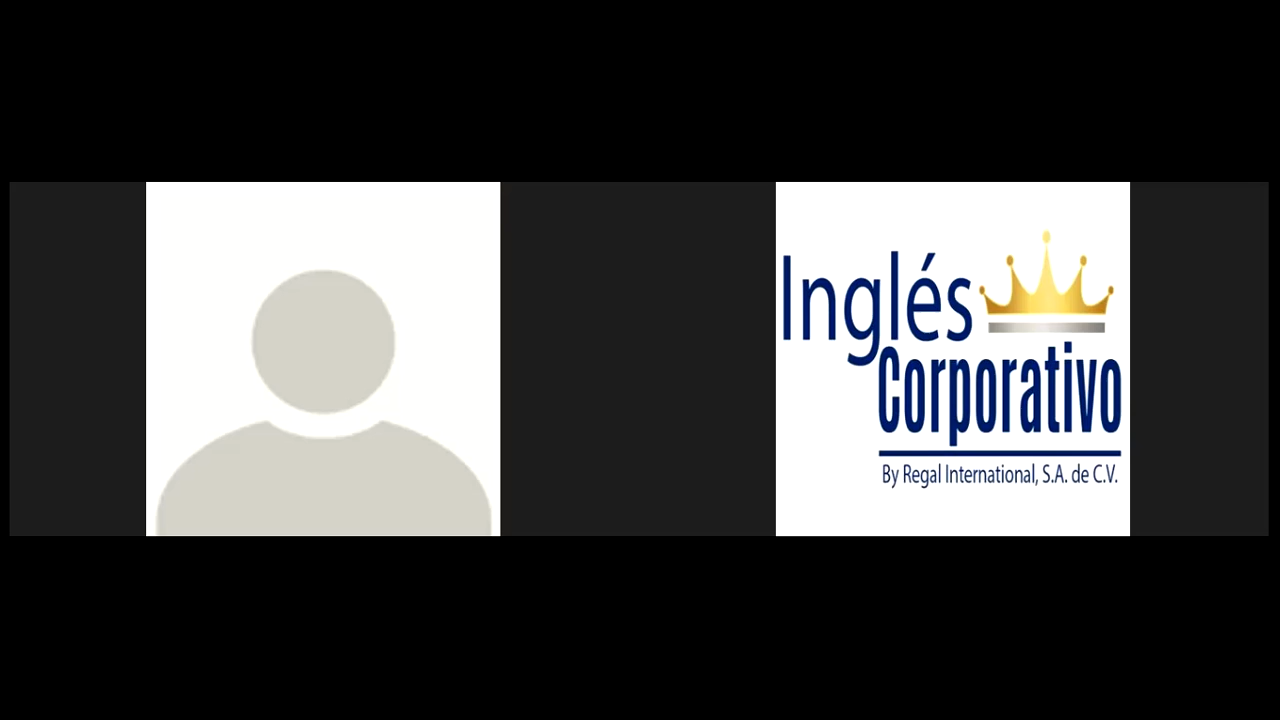 Inglés
Corporativo
By Regal International, S.A. de C.V.